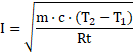 I = √(m · c · (T₂ − T₁) / Rt)